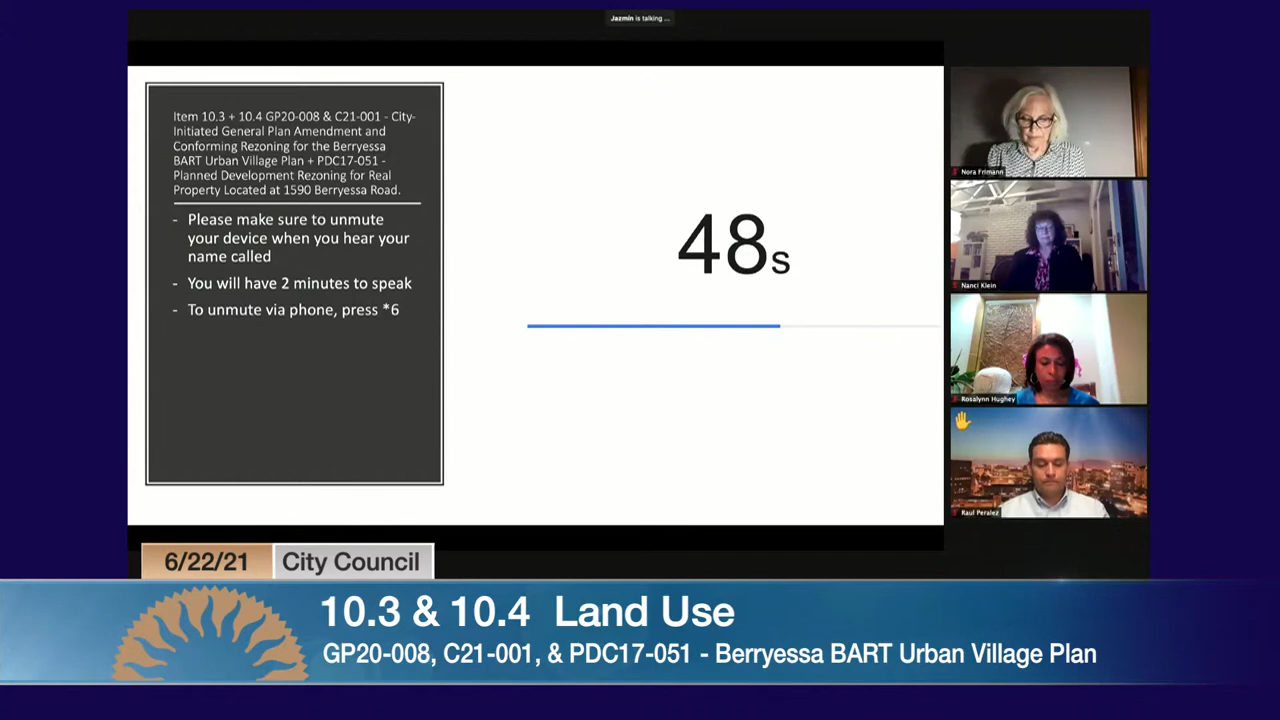 Jazmin is talking ...
Item 10.3 + 10.4 GP20-008 & C21-001 - City-
Initiated General Plan Amendment and
Conforming Rezoning for the Berryessa
BART Urban Village Plan + PDC17-051 -
Planned Development Rezoning for Real
Property Located at 1590 Berryessa Road.
- Please make sure to unmute
your device when you hear your
name called
- You will have 2 minutes to speak
- To unmute via phone, press *6
48s
Nora Frimann
Nanci Klein
Rosalynn Hughey
Raul Peralez
6/22/21 City Council
10.3 & 10.4 Land Use
GP20-008, C21-001, & PDC17-051 - Berryessa BART Urban Village Plan